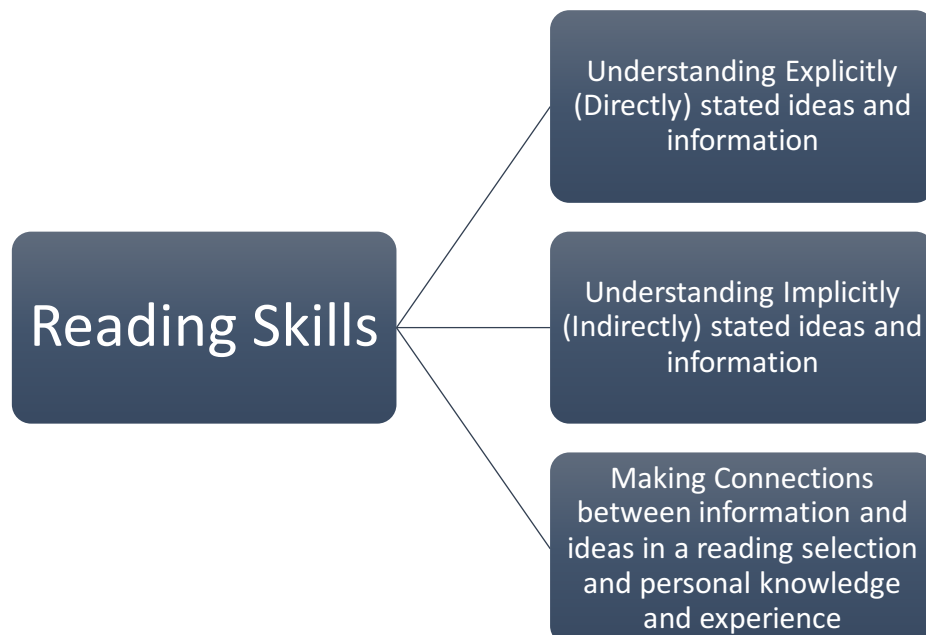 Reading Skills
Understanding Explicitly
(Directly) stated ideas and
information
Understanding Implicitly
(Indirectly) stated ideas and
information
Making Connections
between information and
ideas in a reading selection
and personal knowledge
and experience